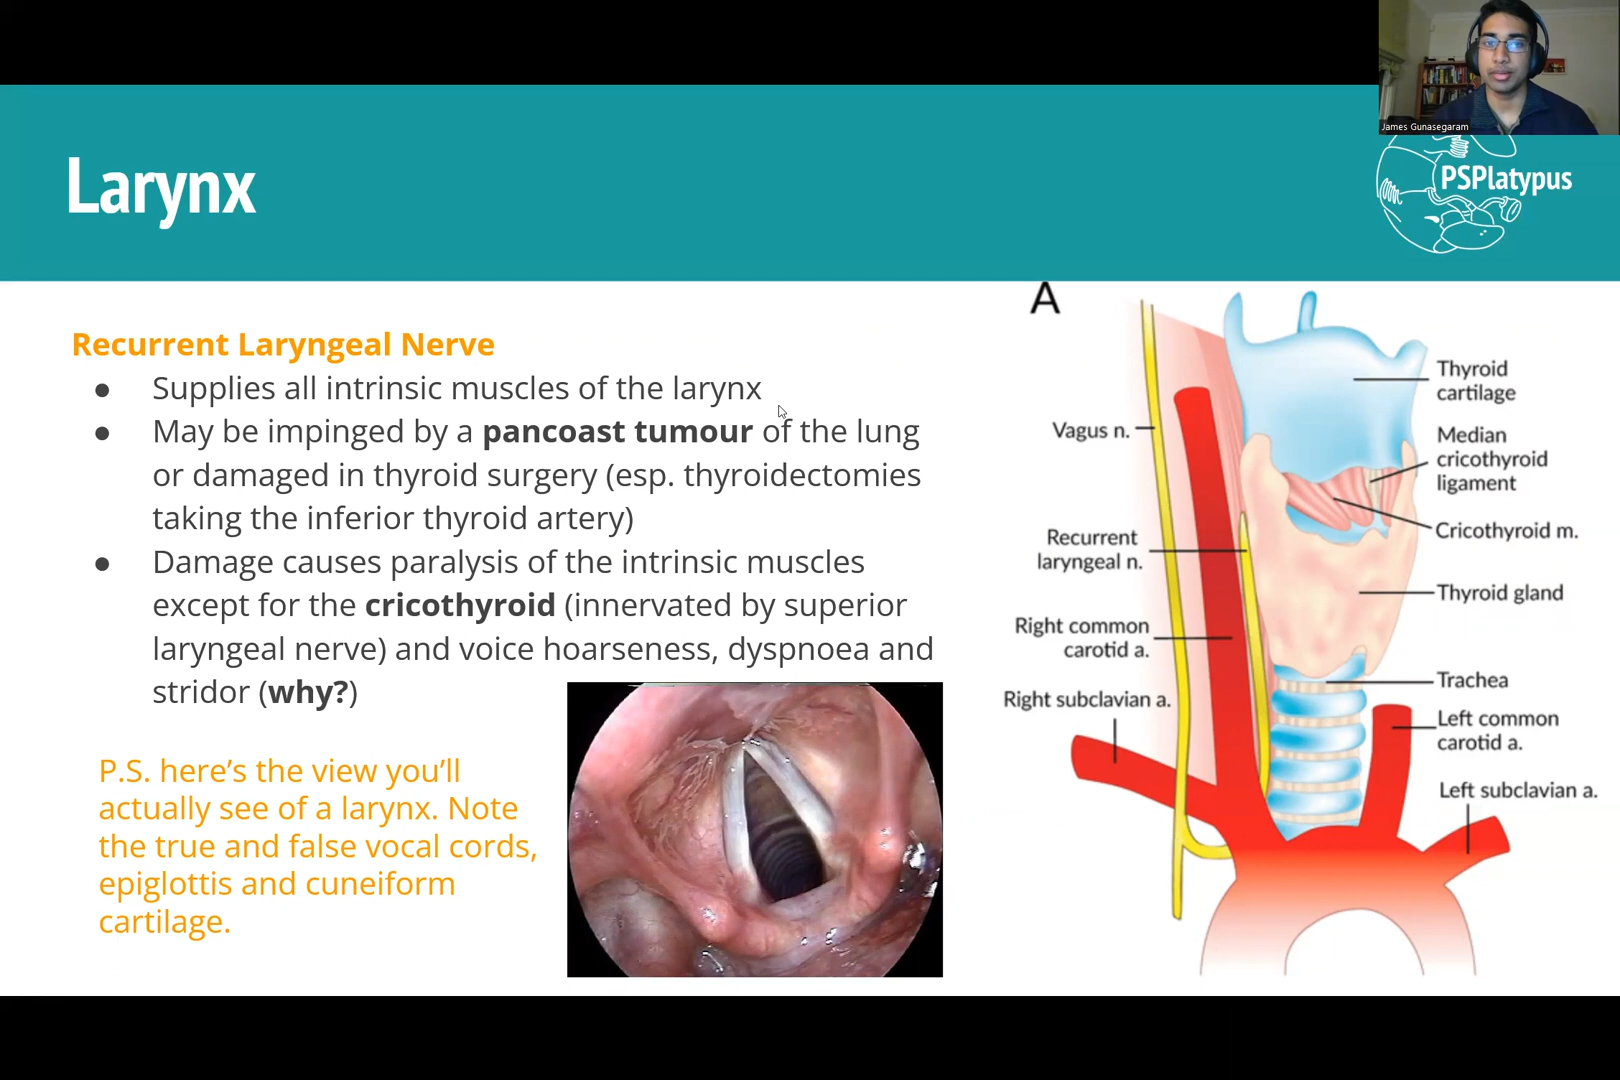 James Gunasegaram
PSPlatypus
Larynx
Recurrent Laryngeal Nerve
● Supplies all intrinsic muscles of the larynx
● May be impinged by a pancoast tumour of the lung
or damaged in thyroid surgery (esp. thyroidectomies
taking the inferior thyroid artery)
● Damage causes paralysis of the intrinsic muscles
except for the cricothyroid (innervated by superior
laryngeal nerve) and voice hoarseness, dyspnoea and
stridor (why?)
P.S. here’s the view you’ll
actually see of a larynx. Note
the true and false vocal cords,
epiglottis and cuneiform
cartilage.
A
Vagus n.
Recurrent
laryngeal n.
Right common
carotid a.
Right subclavian a.
Thyroid
cartilage
Median
cricothyroid
ligament
Cricothyroid m.
Thyroid gland
Trachea
Left common
carotid a.
Left subclavian a.